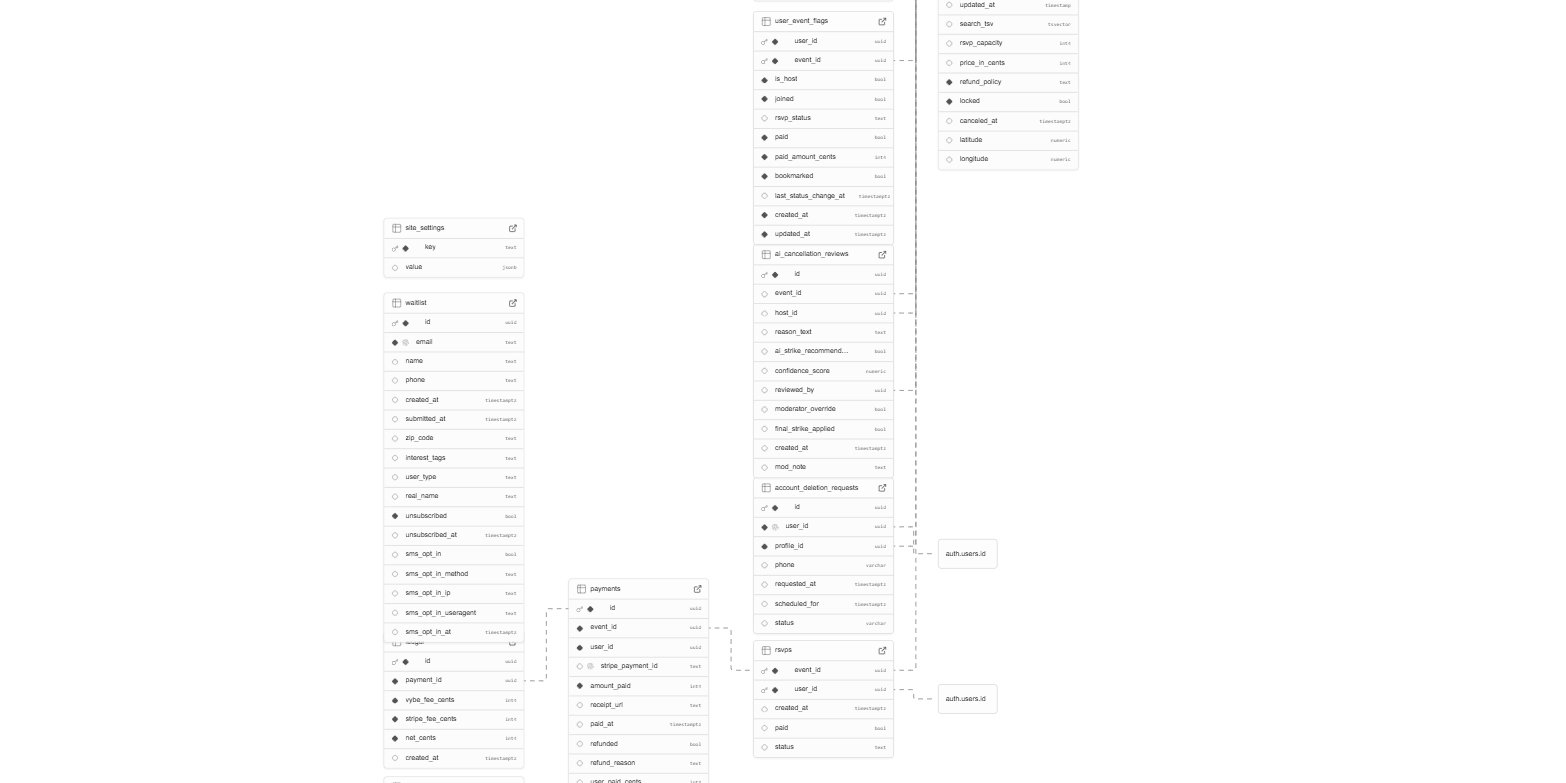 user_event_flags
user_id uuid
event_id uuid
is_host bool
joined bool
rsvp_status text
paid bool
paid_amount_cents int4
bookmarked bool
last_status_change_at timestamptz
created_at timestamptz
updated_at timestamptz
ai_cancellation_reviews
id uuid
event_id uuid
host_id uuid
reason_text text
ai_strike_recommend... bool
confidence_score numeric
reviewed_by uuid
moderator_override bool
final_strike_applied bool
created_at timestamptz
mod_note text
account_deletion_requests
id uuid
user_id uuid
profile_id uuid
phone varchar
requested_at timestamptz
scheduled_for timestamptz
status varchar
rsvps
event_id uuid
user_id uuid
created_at timestamptz
paid bool
status text
updated_at timestamp
search_tsv tsvector
rsvp_capacity int4
price_in_cents int4
refund_policy text
locked bool
canceled_at timestamptz
latitude numeric
longitude numeric
site_settings
key text
value jsonb
waitlist
id uuid
email text
name text
phone text
created_at timestamptz
submitted_at timestamptz
zip_code text
interest_tags text
user_type text
real_name text
unsubscribed bool
unsubscribed_at timestamptz
sms_opt_in bool
sms_opt_in_method text
sms_opt_in_ip text
sms_opt_in_useragent text
sms_opt_in_at timestamptz
id uuid
payment_id uuid
vybe_fee_cents int4
stripe_fee_cents int4
net_cents int4
created_at timestamptz
payments
id uuid
event_id uuid
user_id uuid
stripe_payment_id text
amount_paid int4
receipt_url text
paid_at timestamptz
refunded bool
refund_reason text
user_paid_cents int4
auth.users.id
auth.users.id